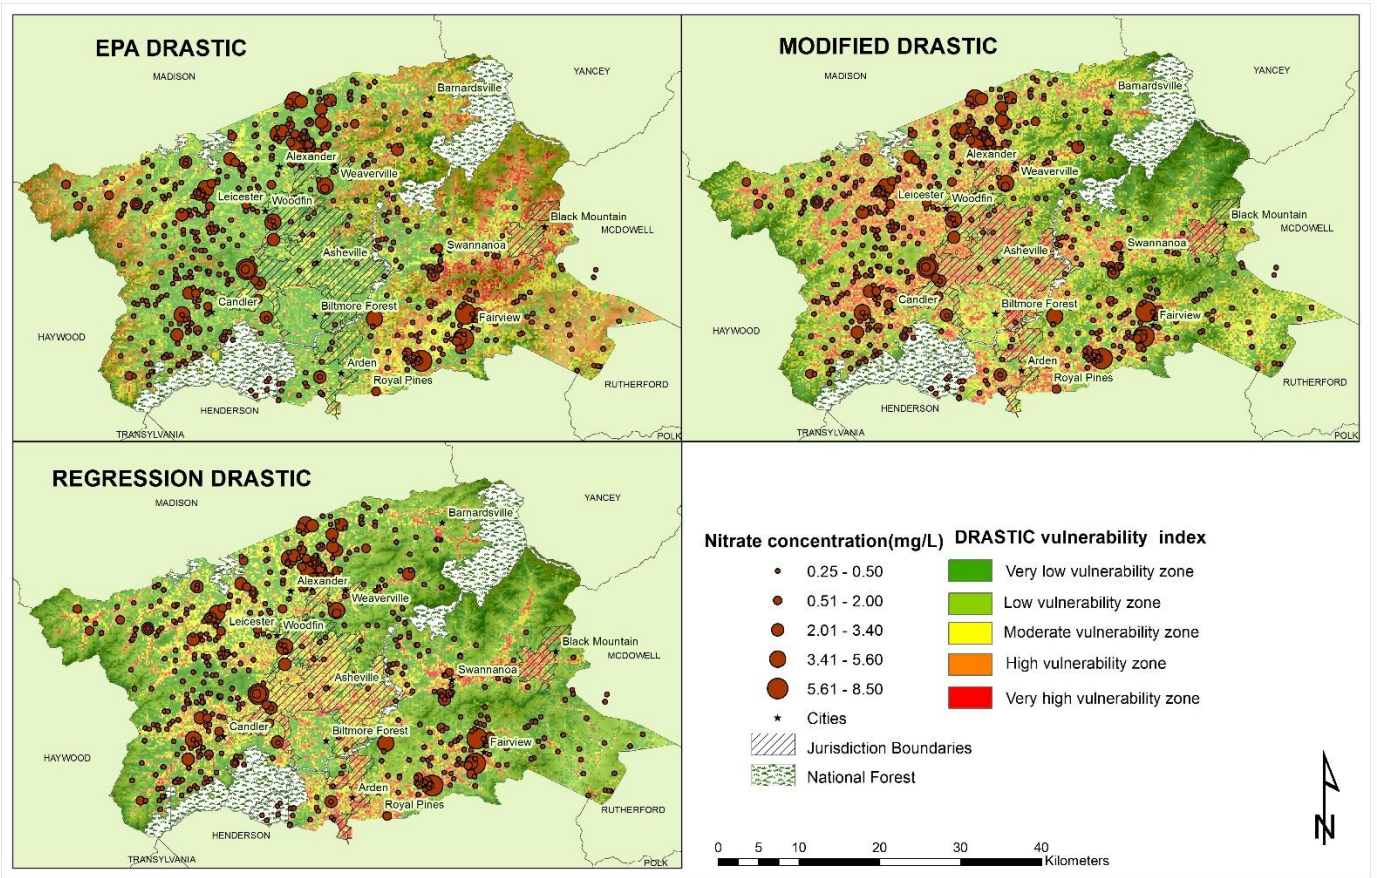 EPA DRASTIC
MADISON
YANCEY
Barnardsville
Alexander
Weaverville
Leicester
Woodfin
Black Mountain
MCDOWELL
Swannanoa
Asheville
Candler
Biltmore Forest
Fairview
HAYWOOD
Arden
Royal Pines
RUTHERFORD
HENDERSON
TRANSYLVANIA
POLK
MODIFIED DRASTIC
MADISON
YANCEY
Barnardsville
Alexander
Weaverville
Leicester
Woodfin
Black Mountain
MCDOWELL
Swannanoa
Asheville
Candler
Biltmore Forest
Fairview
HAYWOOD
Arden
Royal Pines
RUTHERFORD
HENDERSON
TRANSYLVANIA
POLK
REGRESSION DRASTIC
MADISON
YANCEY
Barnardsville
Alexander
Weaverville
Leicester
Woodfin
Black Mountain
MCDOWELL
Swannanoa
Asheville
Candler
Biltmore Forest
Fairview
HAYWOOD
Arden
Royal Pines
RUTHERFORD
HENDERSON
TRANSYLVANIA
POLK
Nitrate concentration(mg/L)
0.25 - 0.50
0.51 - 2.00
2.01 - 3.40
3.41 - 5.60
5.61 - 8.50
Cities
Jurisdiction Boundaries
National Forest
DRASTIC vulnerability index
Very low vulnerability zone
Low vulnerability zone
Moderate vulnerability zone
High vulnerability zone
Very high vulnerability zone
N
0 5 10 20 30 40
Kilometers